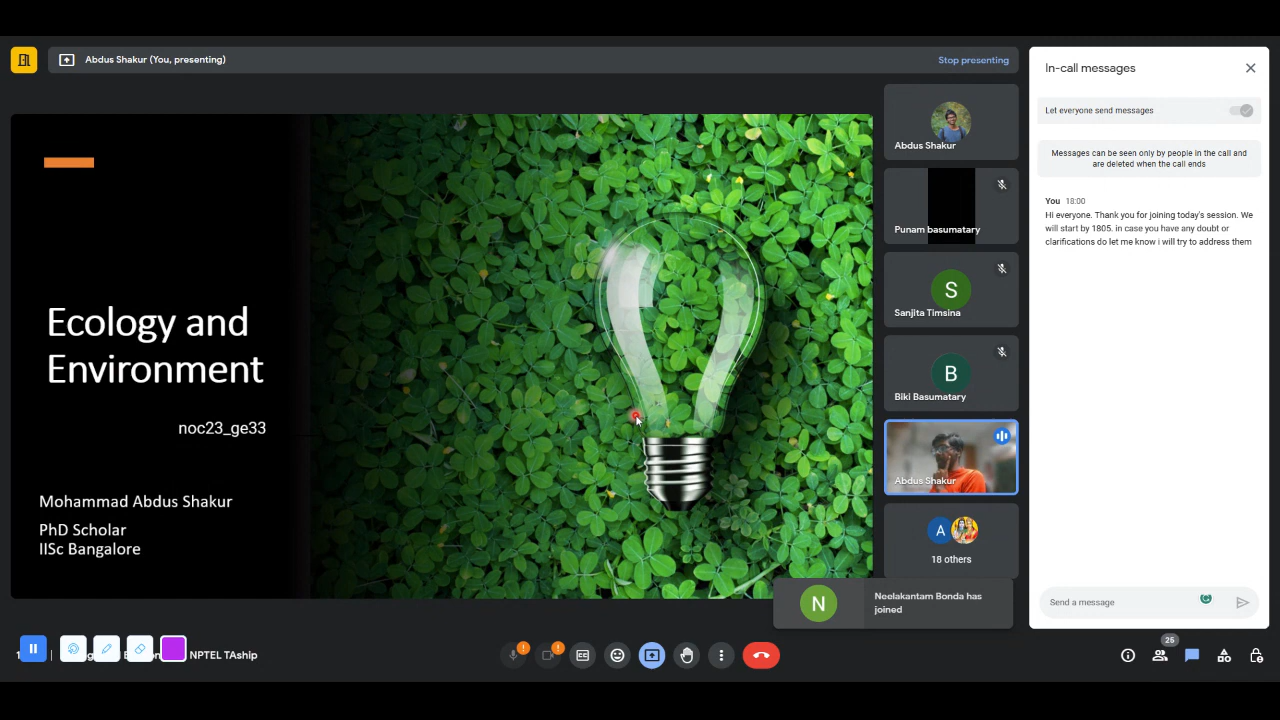 Abdus Shakur (You, presenting)
Stop presenting
In-call messages
Let everyone send messages
Messages can be seen only by people in the call and
are deleted when the call ends
You 18:00
Hi everyone. Thank you for joining today's session. We
will start by 1805. in case you have any doubt or
clarifications do let me know i will try to address them
Ecology and
Environment
noc23_ge33
Mohammad Abdus Shakur
PhD Scholar
IISc Bangalore
Abdus Shakur
Punam basumatary
S
Sanjita Timsina
B
Biki Basumatary
Abdus Shakur
A
18 others
N
Neelakantam Bonda has
joined
Send a message
NPTEL TAship
25